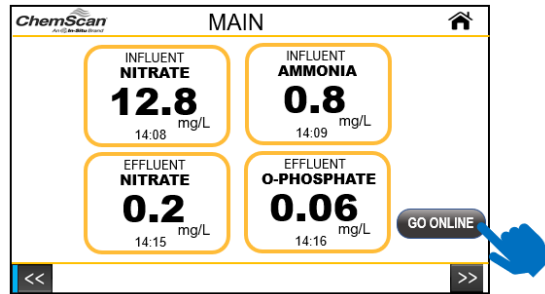 ChemScan
An In-Situ Brand
MAIN
INFLUENT
NITRATE
12.8
mg/L
14:08
INFLUENT
AMMONIA
0.8
mg/L
14:09
EFFLUENT
NITRATE
0.2
mg/L
14:15
EFFLUENT
O-PHOSPHATE
0.06
mg/L
14:16
GO ONLINE
<<
>>